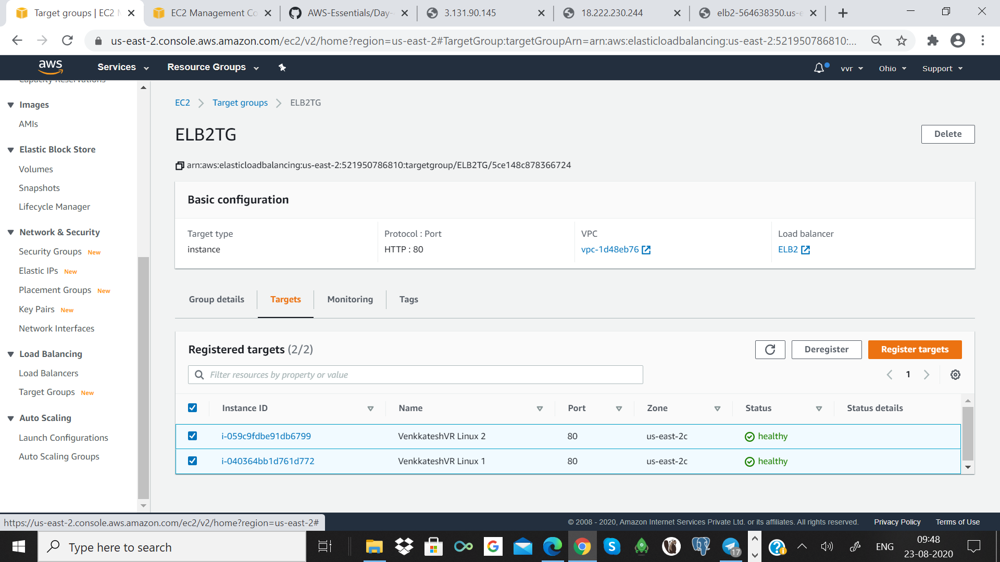 Target groups | EC2 M
EC2 Management Co
AWS-Essentials/Day-
3.131.90.145
18.222.230.244
elb2-564638350.us-e
us-east-2.console.aws.amazon.com/ec2/v2/home?region=us-east-2#TargetGroup:targetGroupArn=arn:aws:elasticloadbalancing:us-east-2:521950786810:...
aws
Services
Resource Groups
vvr
Ohio
Support
Capacity Reservations
Images
AMIs
Elastic Block Store
Volumes
Snapshots
Lifecycle Manager
Network & Security
Security Groups New
Elastic IPs New
Placement Groups New
Key Pairs New
Network Interfaces
Load Balancing
Load Balancers
Target Groups New
Auto Scaling
Launch Configurations
Auto Scaling Groups
EC2 > Target groups > ELB2TG
ELB2TG
Delete
arn:aws:elasticloadbalancing:us-east-2:521950786810:targetgroup/ELB2TG/5ce148c878366724
Basic configuration
Target type
instance
Protocol : Port
HTTP : 80
VPC
vpc-1d48eb76
Load balancer
ELB2
Group details
Targets
Monitoring
Tags
Registered targets (2/2)
Deregister
Register targets
Filter resources by property or value
1
Instance ID Name Port Zone Status Status details
i-059c9fdbe91db6799 VenkkateshVR Linux 2 80 us-east-2c healthy
i-040364bb1d761d772 VenkkateshVR Linux 1 80 us-east-2c healthy
https://us-east-2.console.aws.amazon.com/ec2/v2/home?region=us-east-2#
© 2008 - 2020, Amazon Internet Services Private Ltd. or its affiliates. All rights reserved.
Privacy Policy
Terms of Use
Type here to search
17
ENG
09:48
23-08-2020